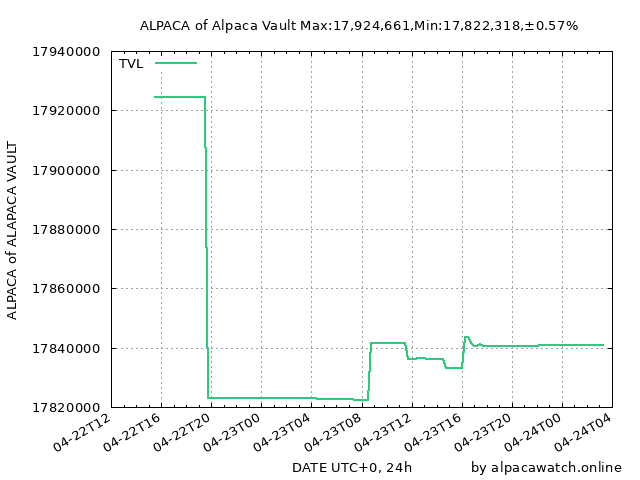 ALPACA of Alpaca Vault Max:17,924,661,Min:17,822,318,±0.57%
TVL
17940000
17920000
17900000
17880000
17860000
17840000
17820000
ALPACA of ALAPACA VAULT
04-22T12
04-22T16
04-22T20
04-23T00
04-23T04
04-23T08
04-23T12
04-23T16
04-23T20
04-24T00
04-24T04
DATE UTC+0, 24h
by alpacawatch.online